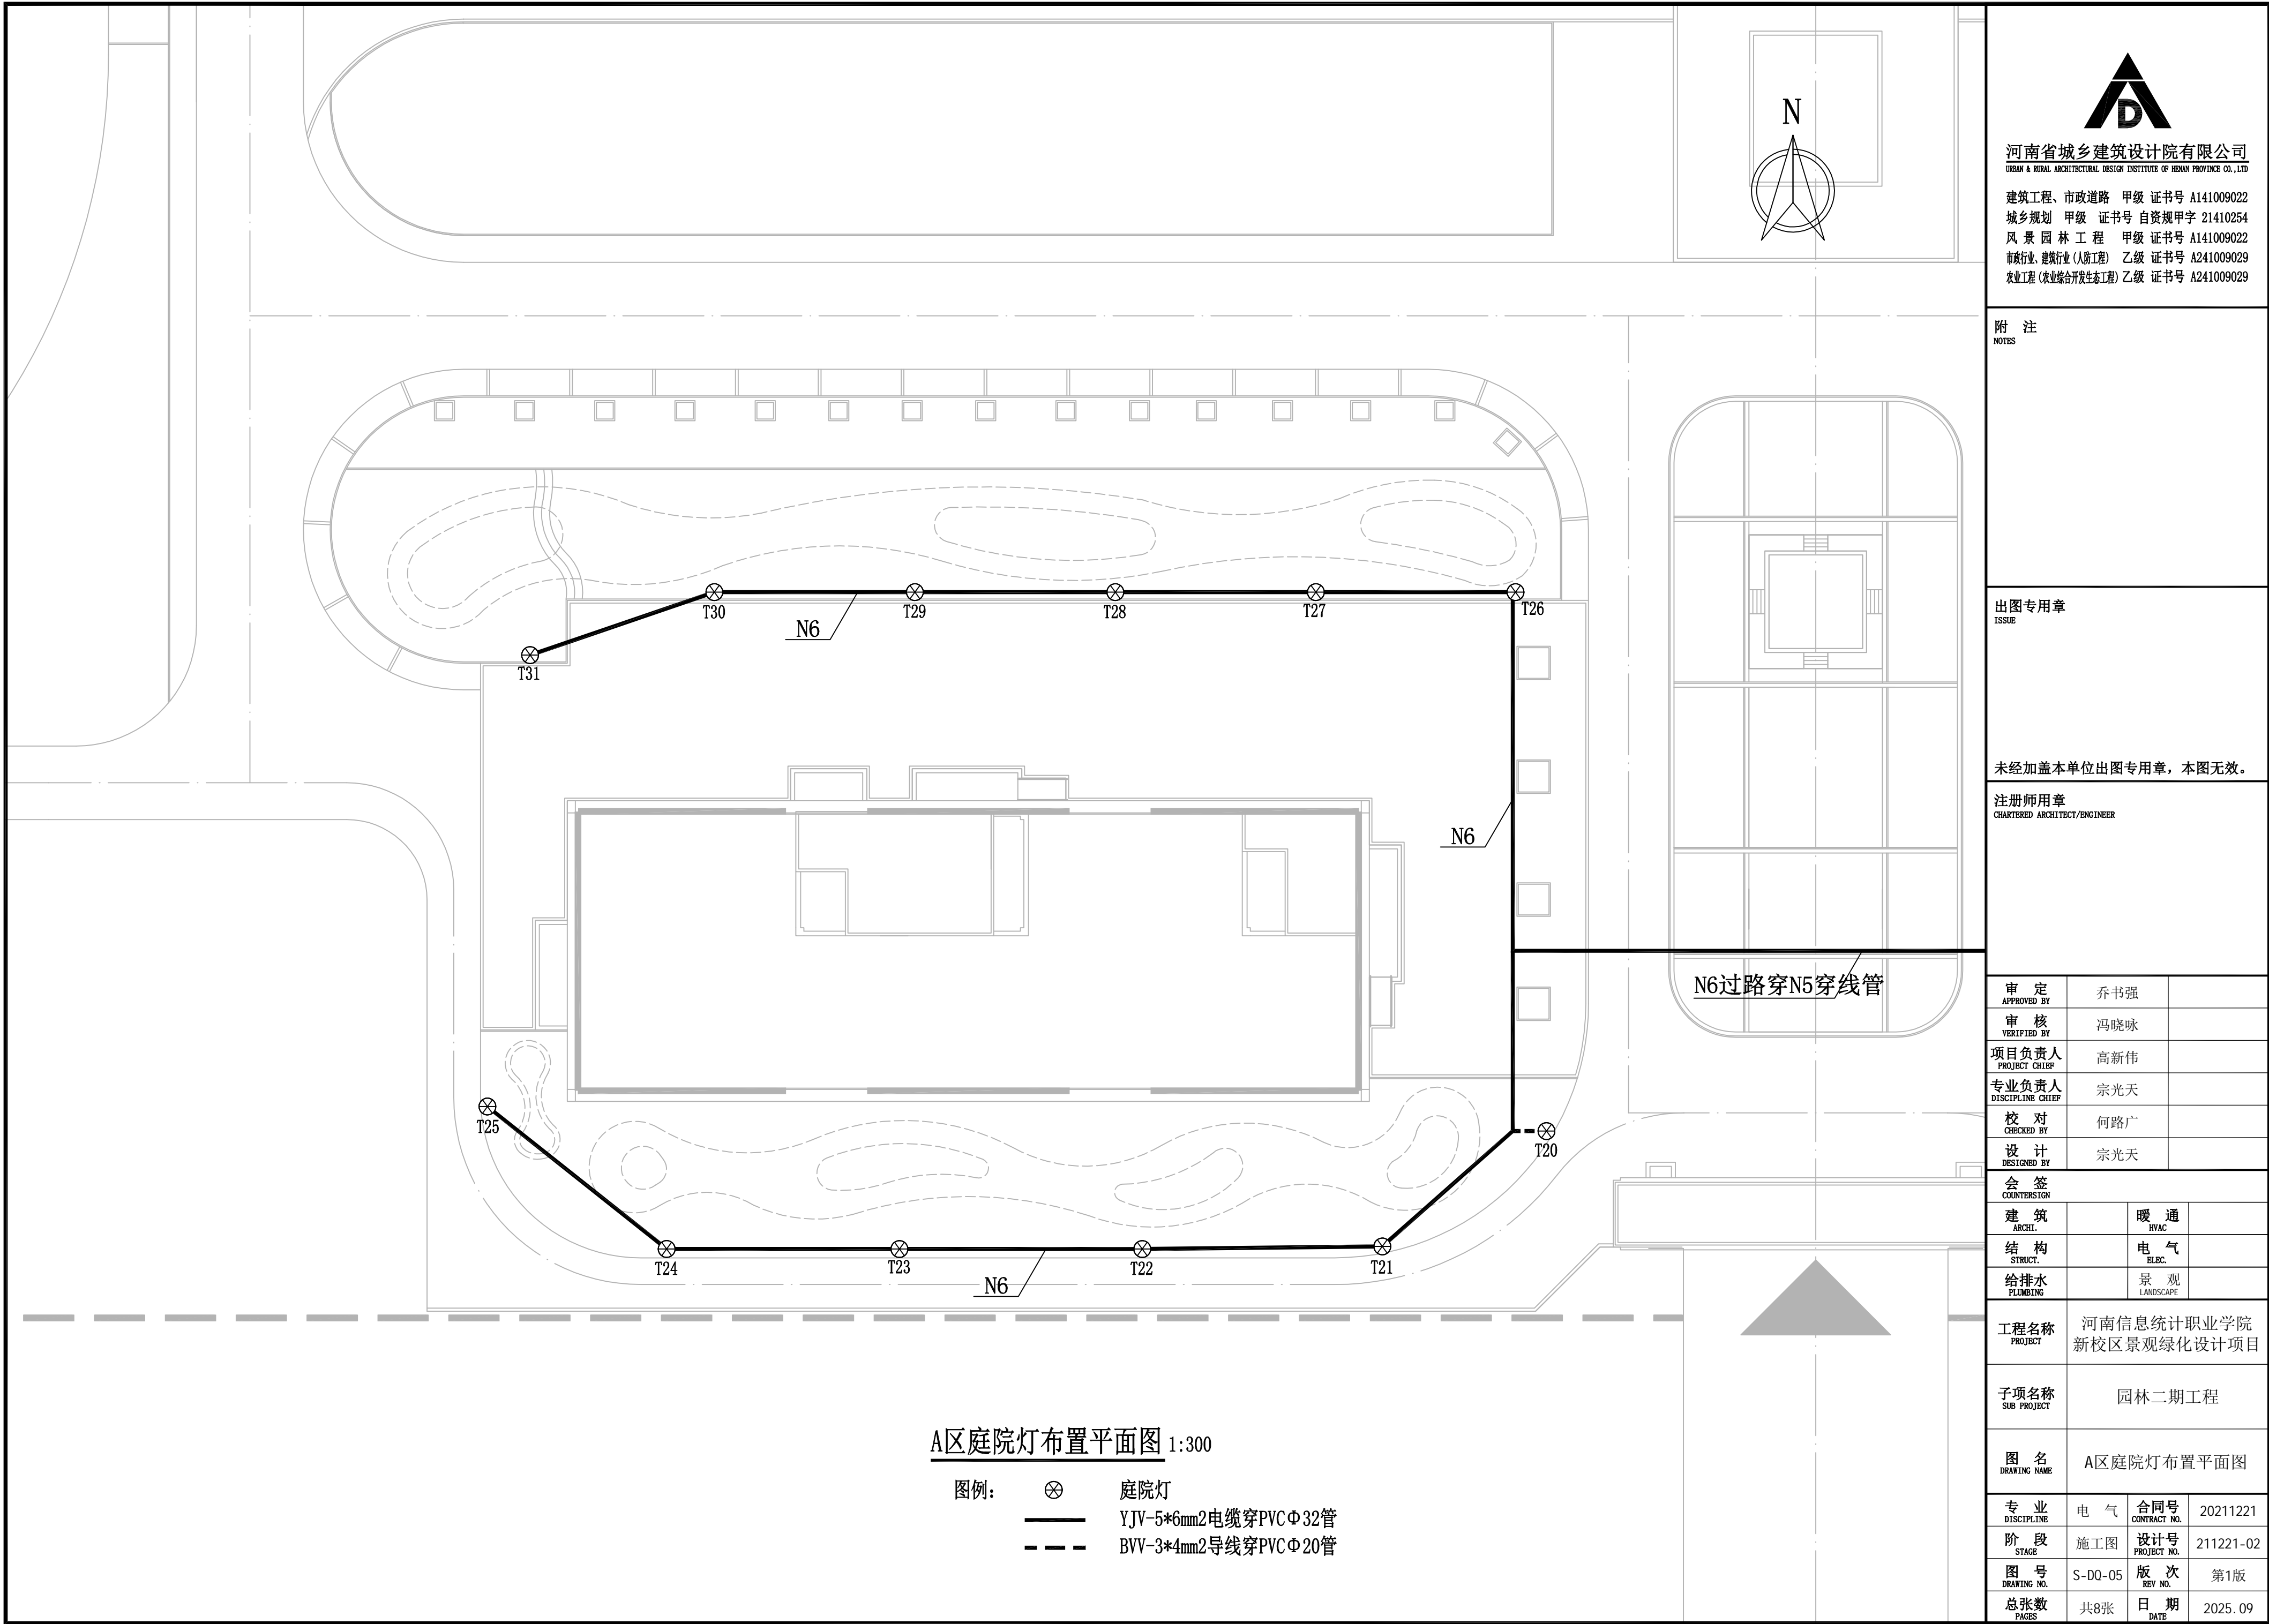 N
T30
T29
T28
T27
T26
N6
T31
N6
N6过路穿N5穿线管
T25
T20
T24
T23
T22
T21
N6
A区庭院灯布置平面图 1:300
图例: 庭院灯
YJV-5*6mm2电缆穿PVCΦ32管
BVV-3*4mm2导线穿PVCΦ20管
D
河南省城乡建筑设计院有限公司
URBAN & RURAL ARCHITECTURAL DESIGN INSTITUTE OF HENAN PROVINCE CO.,LTD
建筑工程、市政道路 甲级 证书号 A141009022
城乡规划 甲级 证书号 自资规甲字 21410254
风景园林工程 甲级 证书号 A141009022
市政行业、建筑行业(人防工程) 乙级 证书号 A241009029
农业工程(农业综合开发生态工程) 乙级 证书号 A241009029
附 注
NOTES
出图专用章
ISSUE
未经加盖本单位出图专用章，本图无效。
注册师用章
CHARTERED ARCHITECT/ENGINEER
审 定 乔书强
APPROVED BY
审 核 冯晓咏
VERIFIED BY
项目负责人 高新伟
PROJECT CHIEF
专业负责人 宗光天
DISCIPLINE CHIEF
校 对 何路广
CHECKED BY
设 计 宗光天
DESIGNED BY
会 签
COUNTERSIGN
建 筑 暖 通
ARCHI. HVAC
结 构 电 气
STRUCT. ELEC.
给排水 景 观
PLUMBING LANDSCAPE
工程名称 河南信息统计职业学院
PROJECT 新校区景观绿化设计项目
子项名称 园林二期工程
SUB PROJECT
图 名 A区庭院灯布置平面图
DRAWING NAME
专 业 电 气 合同号 20211221
DISCIPLINE CONTRACT NO.
阶 段 施工图 设计号 211221-02
STAGE PROJECT NO.
图 号 S-DQ-05 版 次 第1版
DRAWING NO. REV NO.
总张数 共8张 日 期 2025.09
PAGES DATE